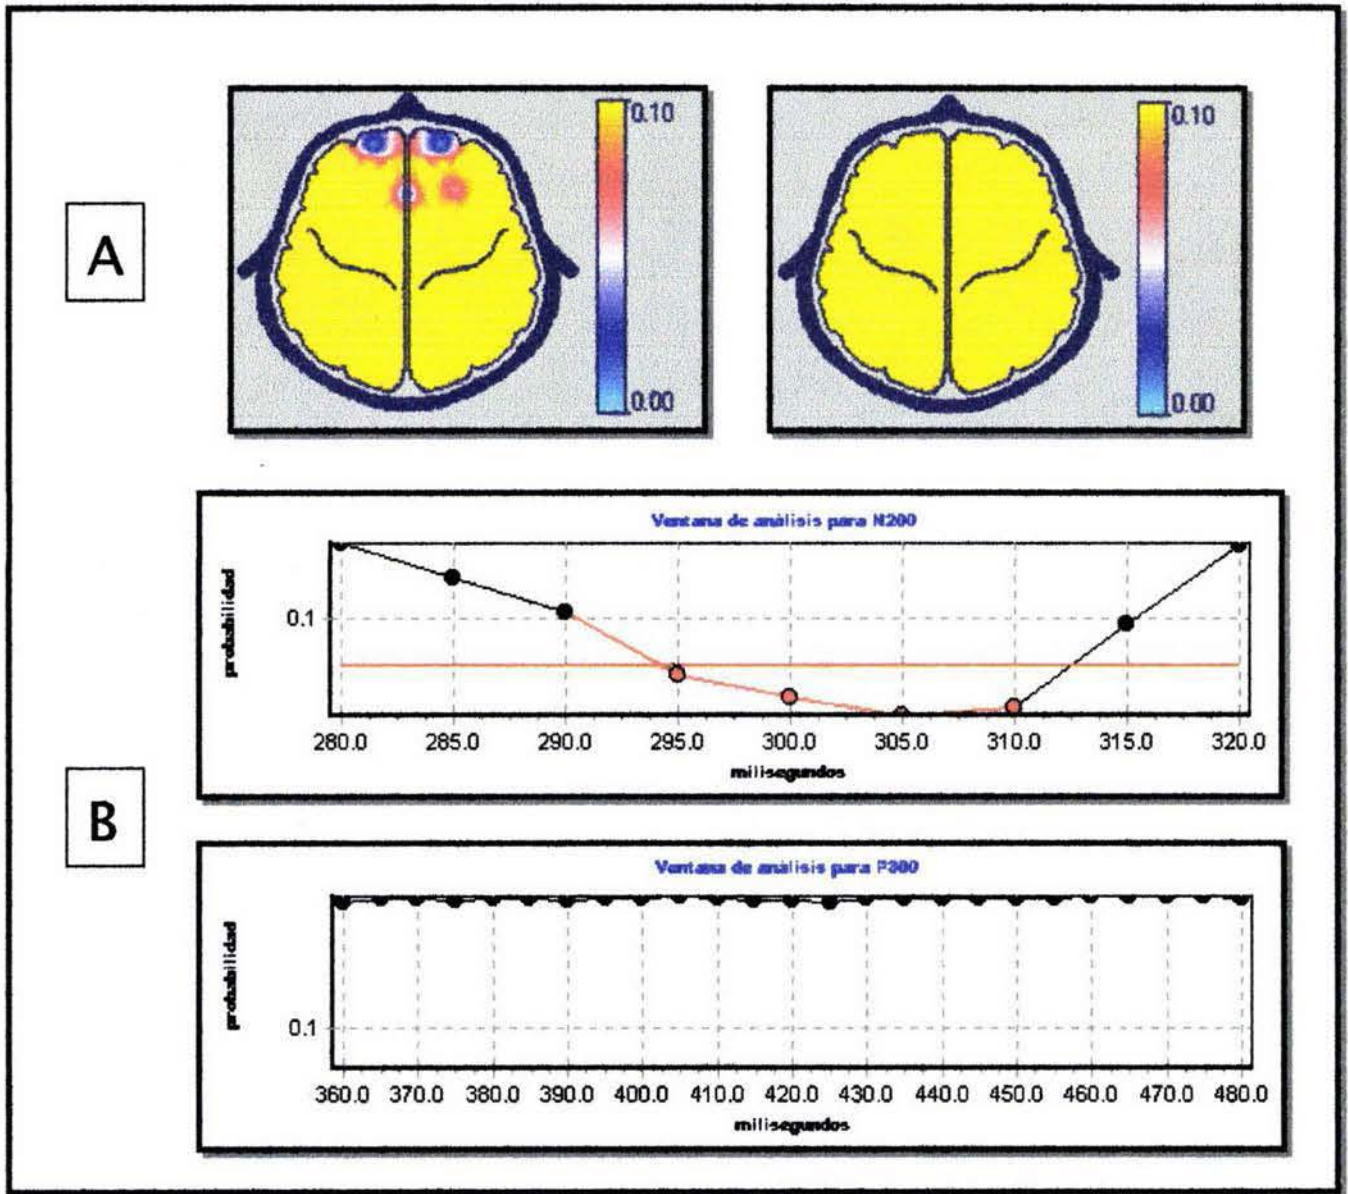 A
0.10
0.00
0.10
0.00
B
Ventana de análisis para N200
probabilidad
0.1
280.0 285.0 290.0 295.0 300.0 305.0 310.0 315.0 320.0
milisegundos
Ventana de análisis para P300
probabilidad
0.1
360.0 370.0 380.0 390.0 400.0 410.0 420.0 430.0 440.0 450.0 460.0 470.0 480.0
milisegundos